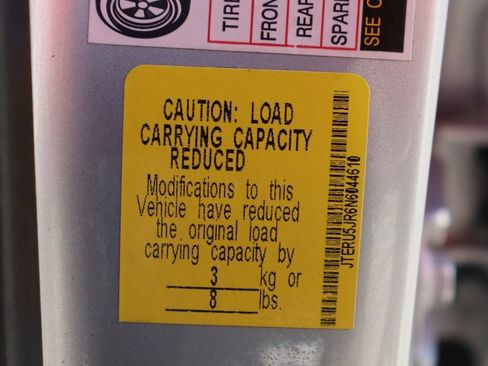 TIRE
FRON
REAR
SPARE
SEE
CAUTION: LOAD
CARRYING CAPACITY
REDUCED
Modifications to this
Vehicle have reduced
the original load
carrying capacity by
3 kg or
8 lbs.
JTERU5JR6N6044610